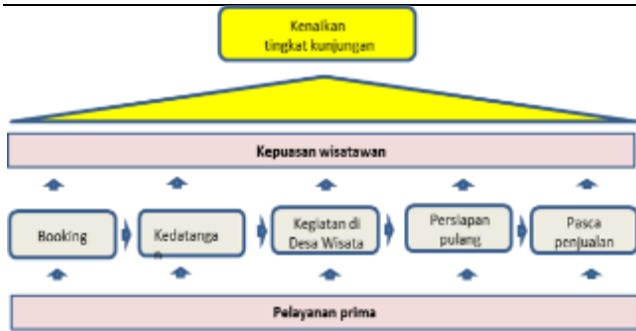 Kenaikan
tingkat kunjungan
Kepuasan wisatawan
Booking
Kedatanga
n
Kegiatan di
Desa Wisata
Persiapan
pulang
Pasca
penjualan
Pelayanan prima